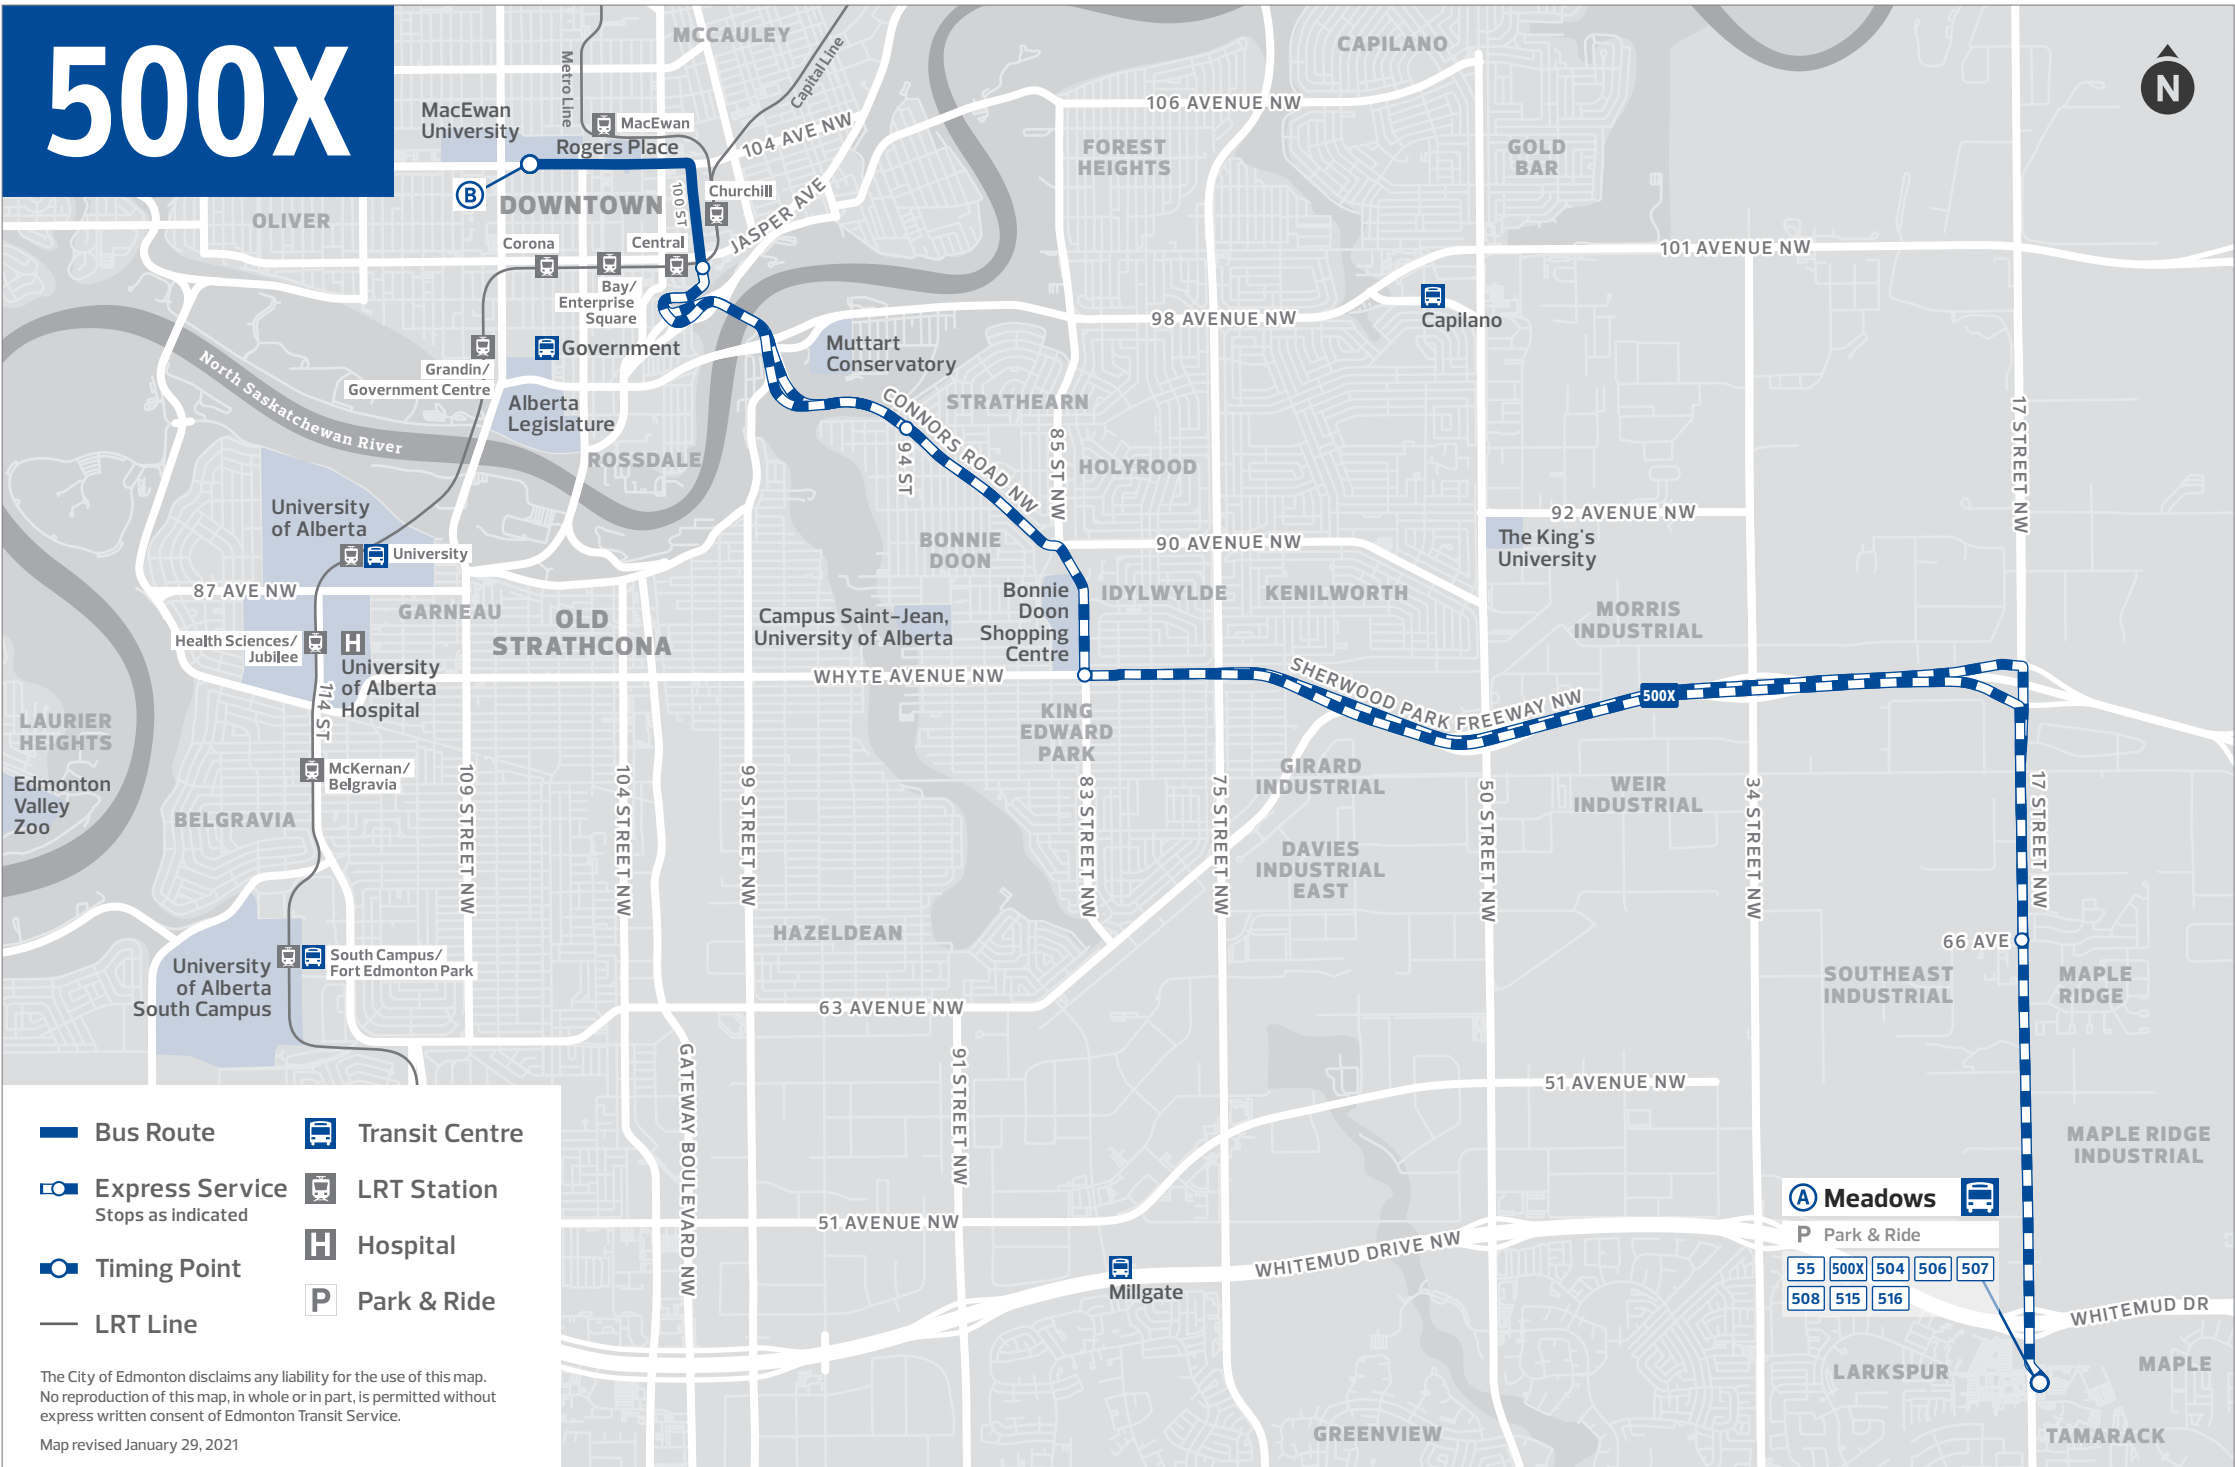 500X
N
MCCAULEY
CAPILANO
Metro Line
Capital Line
MacEwan
University
MacEwan
Rogers Place
104 AVE NW
106 AVENUE NW
FOREST
HEIGHTS
GOLD
BAR
B
DOWNTOWN
100 ST
Churchill
JASPER AVE
OLIVER
Corona
Central
Bay/
Enterprise
Square
101 AVENUE NW
98 AVENUE NW
Capilano
Government
Grandin/
Government Centre
Muttart
Conservatory
North Saskatchewan River
Alberta
Legislature
ROSSDALE
STRATHEARN
CONNORS ROAD NW
94 ST
85 ST NW
HOLYROOD
17 STREET NW
University
of Alberta
University
92 AVENUE NW
The King's
University
BONNIE
DOON
90 AVENUE NW
87 AVE NW
GARNEAU
OLD
STRATHCONA
Campus Saint-Jean,
University of Alberta
Bonnie
Doon
Shopping
Centre
IDYLWYLDE
KENILWORTH
MORRIS
INDUSTRIAL
Health Sciences/
Jubilee
H
University
of Alberta
Hospital
114 ST
WHYTE AVENUE NW
SHERWOOD PARK FREEWAY NW
500X
LAURIER
HEIGHTS
KING
EDWARD
PARK
Edmonton
Valley
Zoo
McKernan/
Belgravia
BELGRAVIA
109 STREET NW
104 STREET NW
99 STREET NW
83 STREET NW
75 STREET NW
GIRARD
INDUSTRIAL
50 STREET NW
WEIR
INDUSTRIAL
34 STREET NW
17 STREET NW
DAVIES
INDUSTRIAL
EAST
HAZELDEAN
66 AVE
South Campus/
Fort Edmonton Park
University
of Alberta
South Campus
SOUTHEAST
INDUSTRIAL
MAPLE
RIDGE
63 AVENUE NW
GATEWAY BOULEVARD NW
91 STREET NW
51 AVENUE NW
MAPLE RIDGE
INDUSTRIAL
51 AVENUE NW
WHITEMUD DRIVE NW
Millgate
A Meadows
P Park & Ride
55 500X 504 506 507
508 515 516
WHITEMUD DR
LARKSPUR
MAPLE
GREENVIEW
TAMARACK
Bus Route
Express Service
Stops as indicated
Timing Point
LRT Line
Transit Centre
LRT Station
H Hospital
P Park & Ride
The City of Edmonton disclaims any liability for the use of this map.
No reproduction of this map, in whole or in part, is permitted without
express written consent of Edmonton Transit Service.
Map revised January 29, 2021